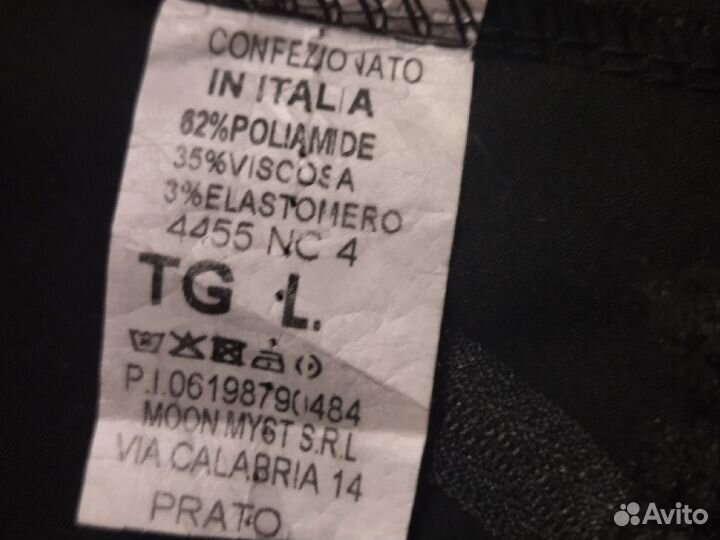 CONFEZIONATO
IN ITALIA
62%POLIAMIDE
35%VISCOSA
3%ELASTOMERO
4455 NC 4
TG L.
P.I.06198790484
MOON MYST S.R.L
VIA CALABRIA 14
PRATO
Avito